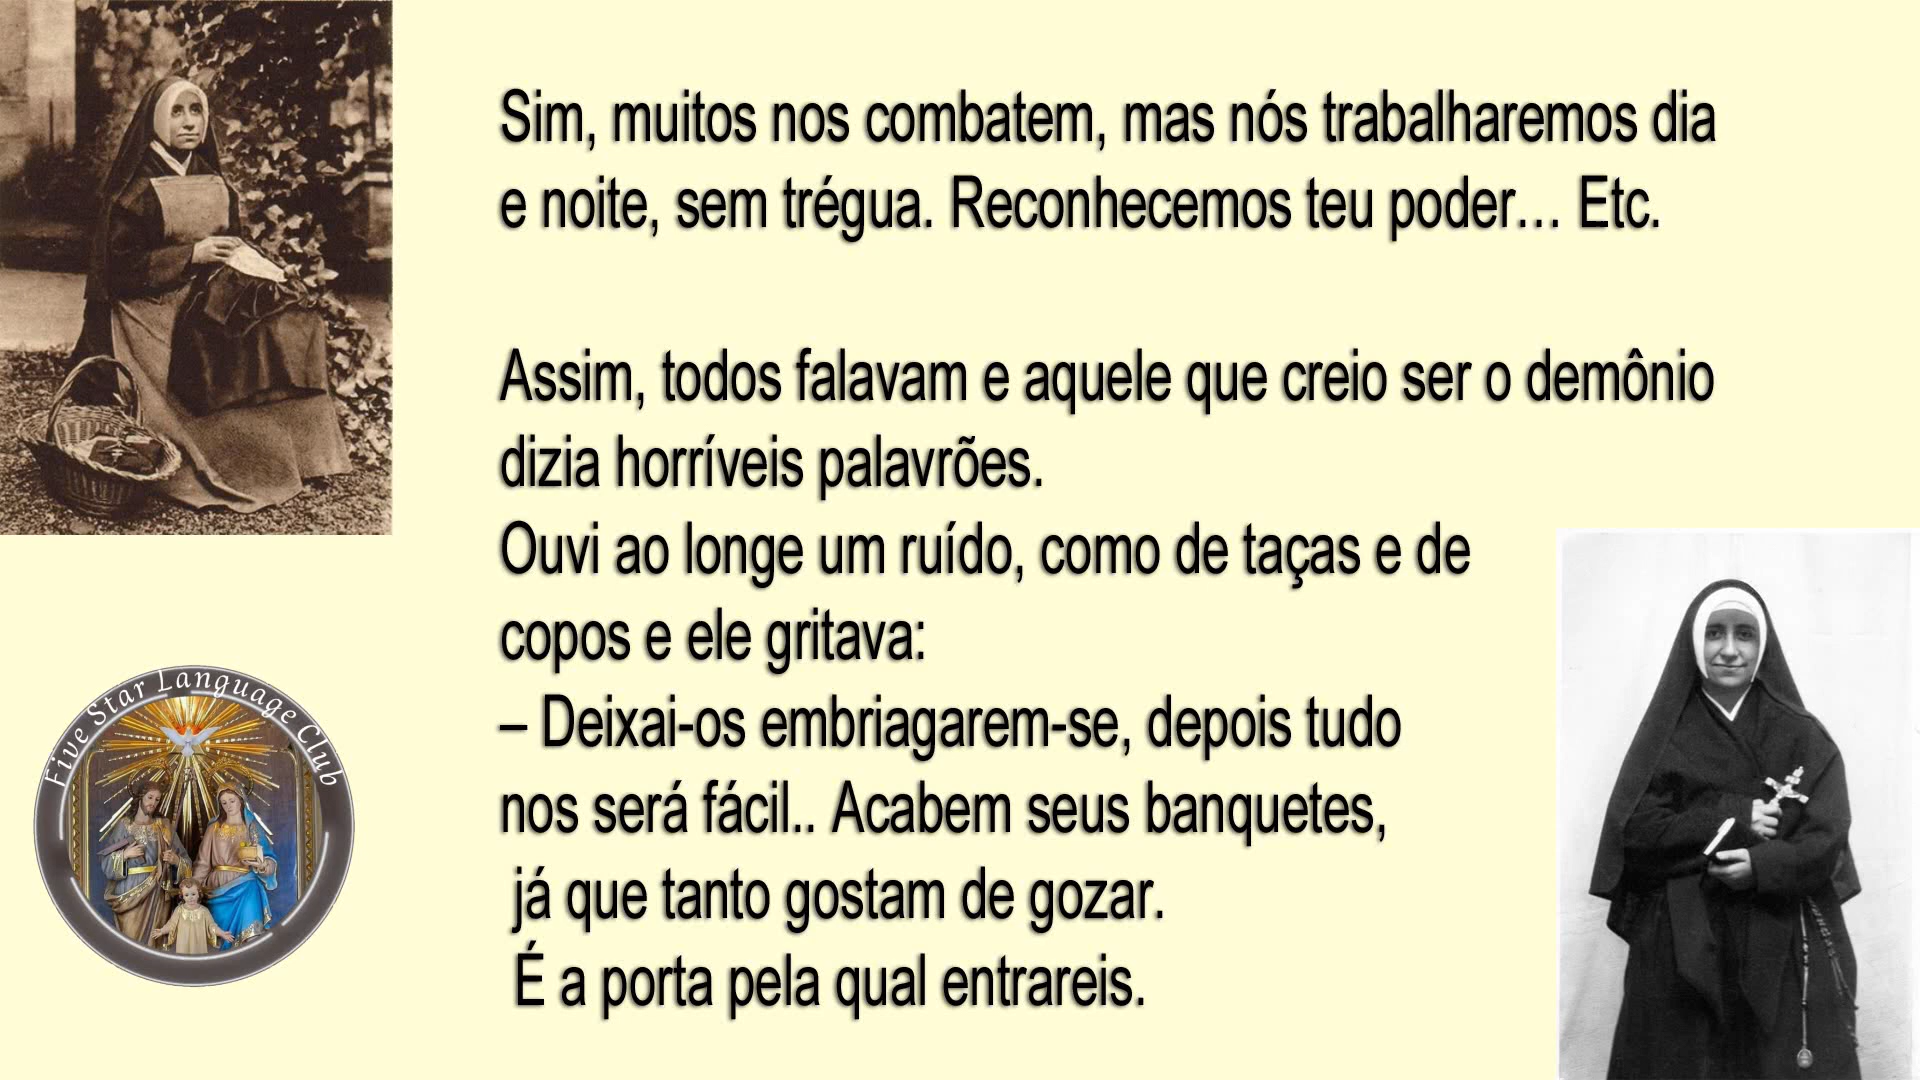 Sim, muitos nos combatem, mas nós trabalharemos dia
e noite, sem trégua. Reconhecemos teu poder… Etc.
Assim, todos falavam e aquele que creio ser o demônio
dizia horríveis palavrões.
Ouvi ao longe um ruído, como de taças e de
copos e ele gritava:
– Deixai-os embriagarem-se, depois tudo
nos será fácil.. Acabem seus banquetes,
já que tanto gostam de gozar.
É a porta pela qual entrareis.
Five Star Language Club